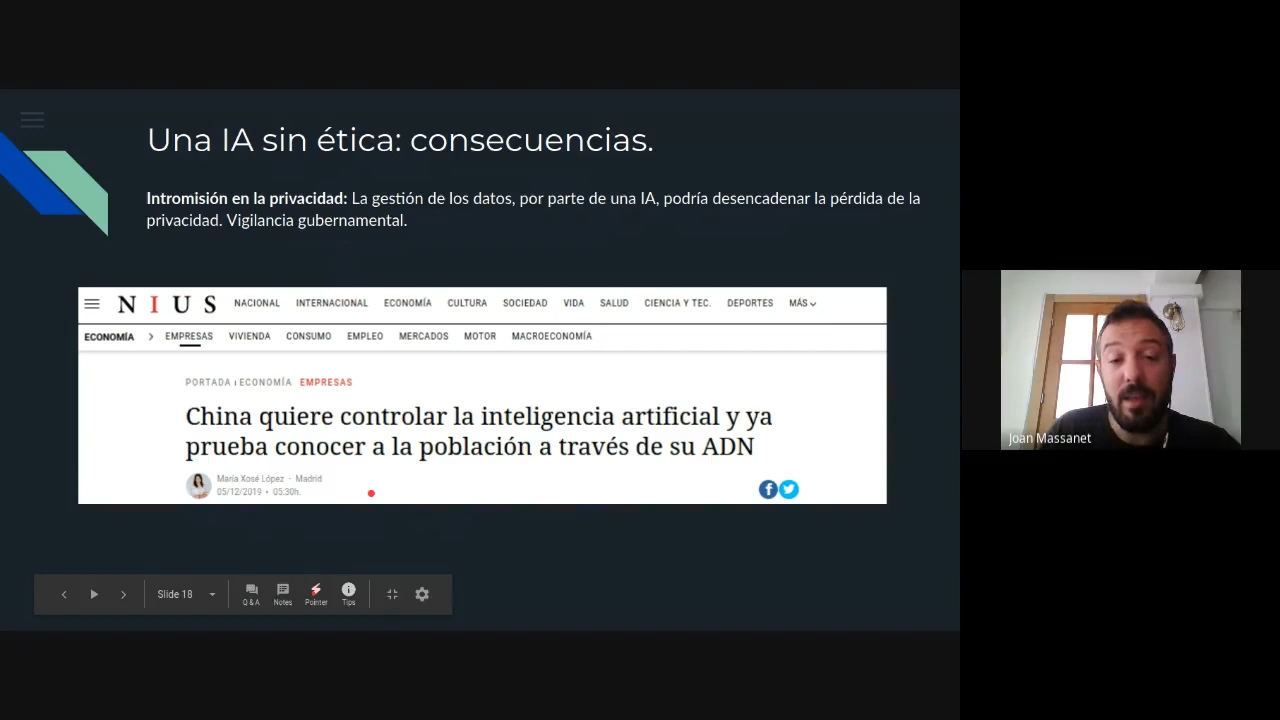 Una IA sin ética: consecuencias.
Intromisión en la privacidad: La gestión de los datos, por parte de una IA, podría desencadenar la pérdida de la
privacidad. Vigilancia gubernamental.
NIUS NACIONAL INTERNACIONAL ECONOMÍA CULTURA SOCIEDAD VIDA SALUD CIENCIA Y TEC. DEPORTES MÁS
ECONOMÍA > EMPRESAS VIVIENDA CONSUMO EMPLEO MERCADOS MOTOR MACROECONOMÍA
PORTADA | ECONOMÍA EMPRESAS
China quiere controlar la inteligencia artificial y ya
prueba conocer a la población a través de su ADN
María Xosé López · Madrid
05/12/2019 • 05:30h.
Joan Massanet
Slide 18
Q & A Notes Pointer Tips